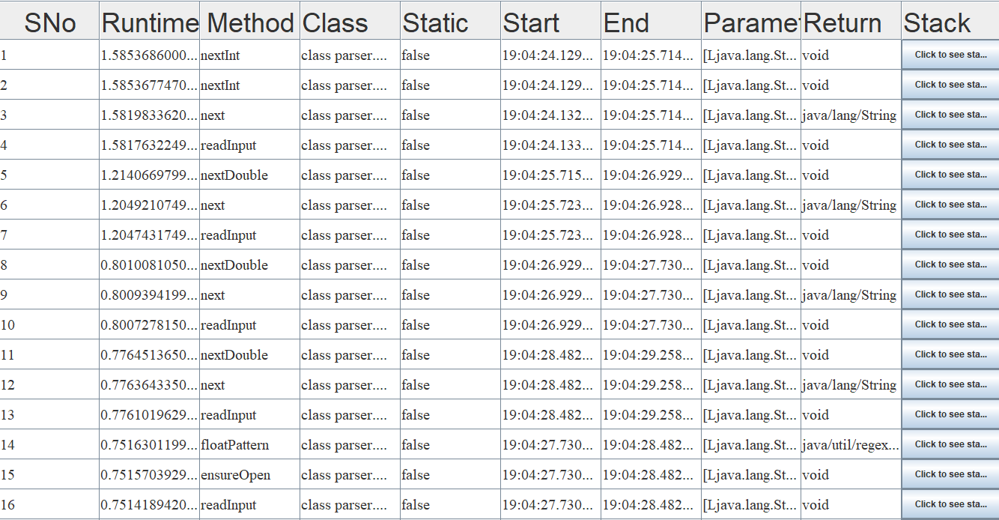 SNo Runtime Method Class Static Start End Paramet Return Stack
1 1.5853686000... nextInt class parser.... false 19:04:24.129... 19:04:25.714... [Ljava.lang.St... void Click to see sta...
2 1.5853677470... nextInt class parser.... false 19:04:24.129... 19:04:25.714... [Ljava.lang.St... void Click to see sta...
3 1.5819833620... next class parser.... false 19:04:24.132... 19:04:25.714... [Ljava.lang.St... java/lang/String Click to see sta...
4 1.5817632249... readInput class parser.... false 19:04:24.133... 19:04:25.714... [Ljava.lang.St... void Click to see sta...
5 1.2140669799... nextDouble class parser.... false 19:04:25.715... 19:04:26.929... [Ljava.lang.St... void Click to see sta...
6 1.2049210749... next class parser.... false 19:04:25.723... 19:04:26.928... [Ljava.lang.St... java/lang/String Click to see sta...
7 1.2047431749... readInput class parser.... false 19:04:25.723... 19:04:26.928... [Ljava.lang.St... void Click to see sta...
8 0.8010081050... nextDouble class parser.... false 19:04:26.929... 19:04:27.730... [Ljava.lang.St... void Click to see sta...
9 0.8009394199... next class parser.... false 19:04:26.929... 19:04:27.730... [Ljava.lang.St... java/lang/String Click to see sta...
10 0.8007278150... readInput class parser.... false 19:04:26.929... 19:04:27.730... [Ljava.lang.St... void Click to see sta...
11 0.7764513650... nextDouble class parser.... false 19:04:28.482... 19:04:29.258... [Ljava.lang.St... void Click to see sta...
12 0.7763643350... next class parser.... false 19:04:28.482... 19:04:29.258... [Ljava.lang.St... java/lang/String Click to see sta...
13 0.7761019629... readInput class parser.... false 19:04:28.482... 19:04:29.258... [Ljava.lang.St... void Click to see sta...
14 0.7516301199... floatPattern class parser.... false 19:04:27.730... 19:04:28.482... [Ljava.lang.St... java/util/regex... Click to see sta...
15 0.7515703929... ensureOpen class parser.... false 19:04:27.730... 19:04:28.482... [Ljava.lang.St... void Click to see sta...
16 0.7514189420... readInput class parser.... false 19:04:27.730... 19:04:28.482... [Ljava.lang.St... void Click to see sta...